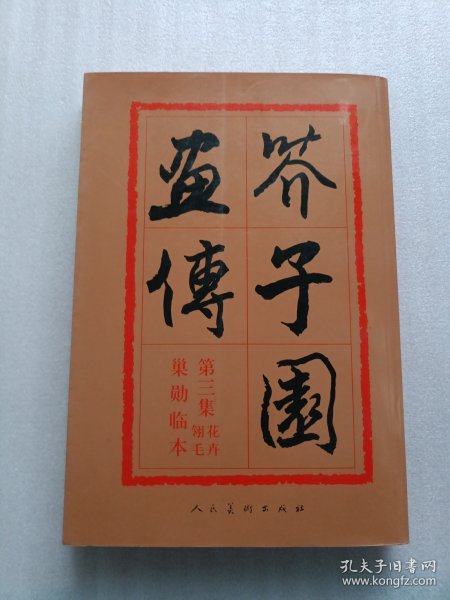 芥子園
畫傳
第三集
花卉
翎毛
巢勋临本
人民美术出版社
孔夫子旧书网
www.kongfz.com